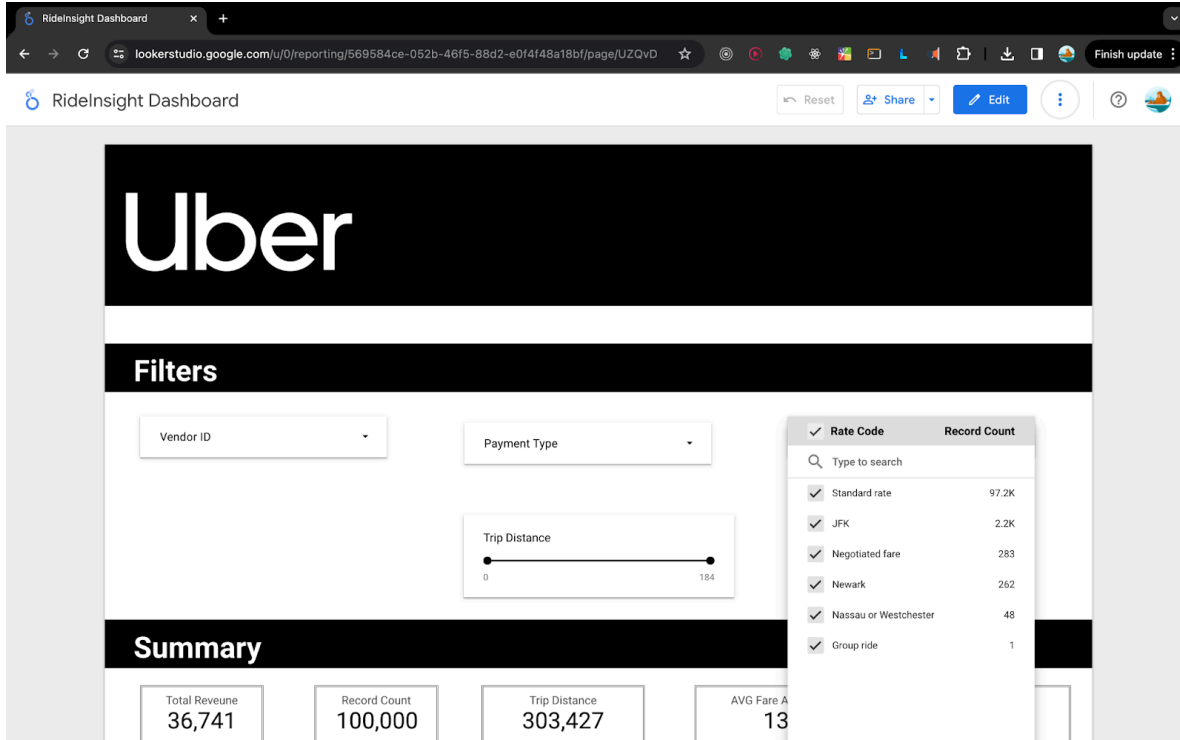 RideInsight Dashboard
lookerstudio.google.com/u/0/reporting/569584ce-052b-46f5-88d2-e0f4f48a18bf/page/UZQvD
Finish update
RideInsight Dashboard
Reset
Share
Edit
Uber
Filters
Vendor ID
Payment Type
Trip Distance
0 184
Rate Code Record Count
Type to search
Standard rate 97.2K
JFK 2.2K
Negotiated fare 283
Newark 262
Nassau or Westchester 48
Group ride 1
Summary
Total Reveune
36,741
Record Count
100,000
Trip Distance
303,427
AVG Fare A
13